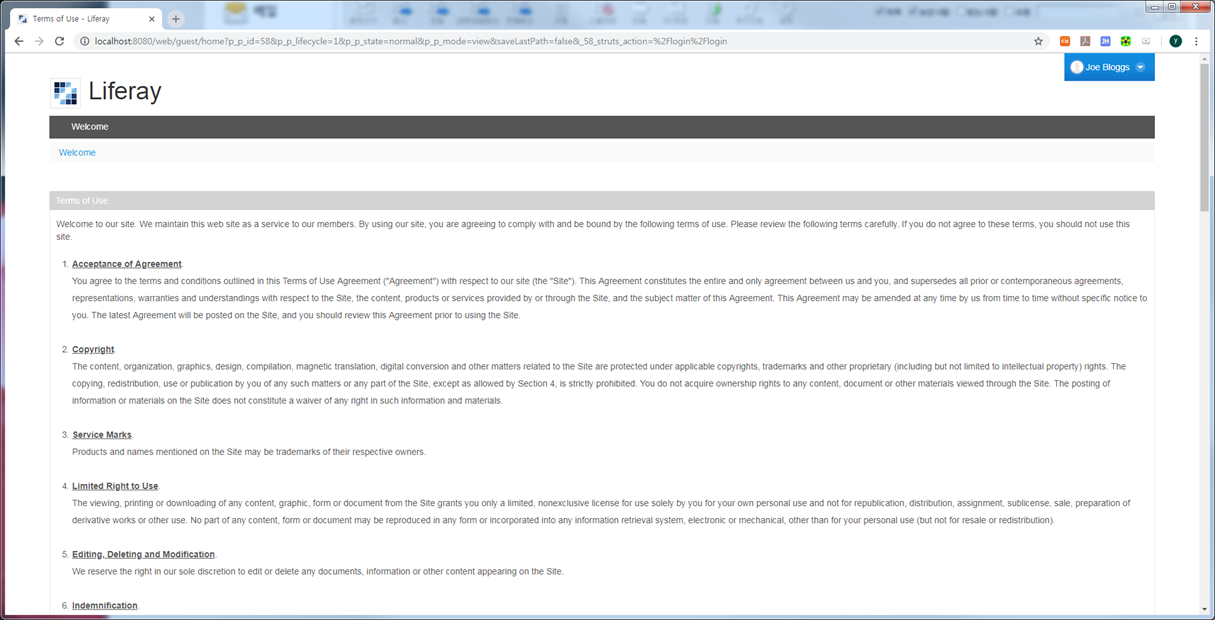 Terms of Use - Liferay
localhost:8080/web/guest/home?p_p_id=58&p_p_lifecycle=1&p_p_state=normal&p_p_mode=view&saveLastPath=false&_58_struts_action=%2Flogin%2Flogin
Joe Bloggs
Liferay
Welcome
Welcome
Terms of Use
Welcome to our site. We maintain this web site as a service to our members. By using our site, you are agreeing to comply with and be bound by the following terms of use. Please review the following terms carefully. If you do not agree to these terms, you should not use this
site.
1. Acceptance of Agreement.
You agree to the terms and conditions outlined in this Terms of Use Agreement ("Agreement") with respect to our site (the "Site"). This Agreement constitutes the entire and only agreement between us and you, and supersedes all prior or contemporaneous agreements,
representations, warranties and understandings with respect to the Site, the content, products or services provided by or through the Site, and the subject matter of this Agreement. This Agreement may be amended at any time by us from time to time without specific notice to
you. The latest Agreement will be posted on the Site, and you should review this Agreement prior to using the Site.
2. Copyright.
The content, organization, graphics, design, compilation, magnetic translation, digital conversion and other matters related to the Site are protected under applicable copyrights, trademarks and other proprietary (including but not limited to intellectual property) rights. The
copying, redistribution, use or publication by you of any such matters or any part of the Site, except as allowed by Section 4, is strictly prohibited. You do not acquire ownership rights to any content, document or other materials viewed through the Site. The posting of
information or materials on the Site does not constitute a waiver of any right in such information and materials.
3. Service Marks.
Products and names mentioned on the Site may be trademarks of their respective owners.
4. Limited Right to Use.
The viewing, printing or downloading of any content, graphic, form or document from the Site grants you only a limited, nonexclusive license for use solely by you for your own personal use and not for republication, distribution, assignment, sublicense, sale, preparation of
derivative works or other use. No part of any content, form or document may be reproduced in any form or incorporated into any information retrieval system, electronic or mechanical, other than for your personal use (but not for resale or redistribution).
5. Editing, Deleting and Modification.
We reserve the right in our sole discretion to edit or delete any documents, information or other content appearing on the Site.
6. Indemnification.